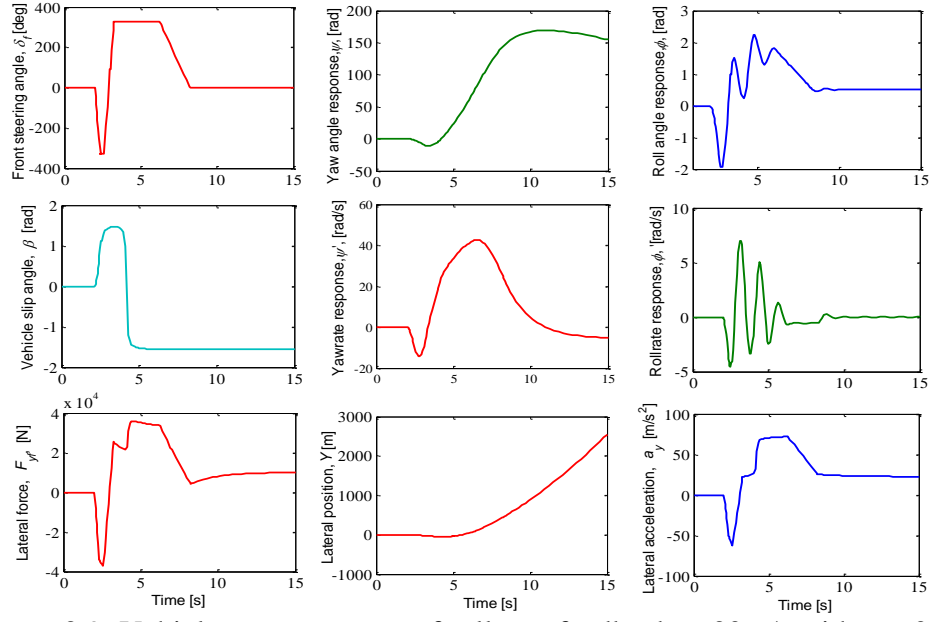 Front steering angle, δf [deg]
400
200
0
-200
-400
0 5 10 15
Yaw angle response,ψ, [rad]
200
150
100
50
0
-50
0 5 10 15
Roll angle response,ϕ, [rad]
3
2
1
0
-1
-2
5 10 15
Vehicle slip angle, β [rad]
2
1
0
-1
-2
0 5 10 15
Yawrate response,ψ', [rad/s]
60
40
20
0
-20
0 5 10 15
Rollrate response,ϕ,'[rad/s]
10
5
0
-5
5 10 15
x 10^4
Lateral force, Fyf, [N]
4
2
0
-2
-4
0 5 10 15
Time [s]
Lateral position, Y [m]
3000
2000
1000
0
-1000
0 5 10 15
Time [s]
Lateral acceleration, ay [m/s²]
100
50
0
-50
-100
0 5 10 15
Time [s]